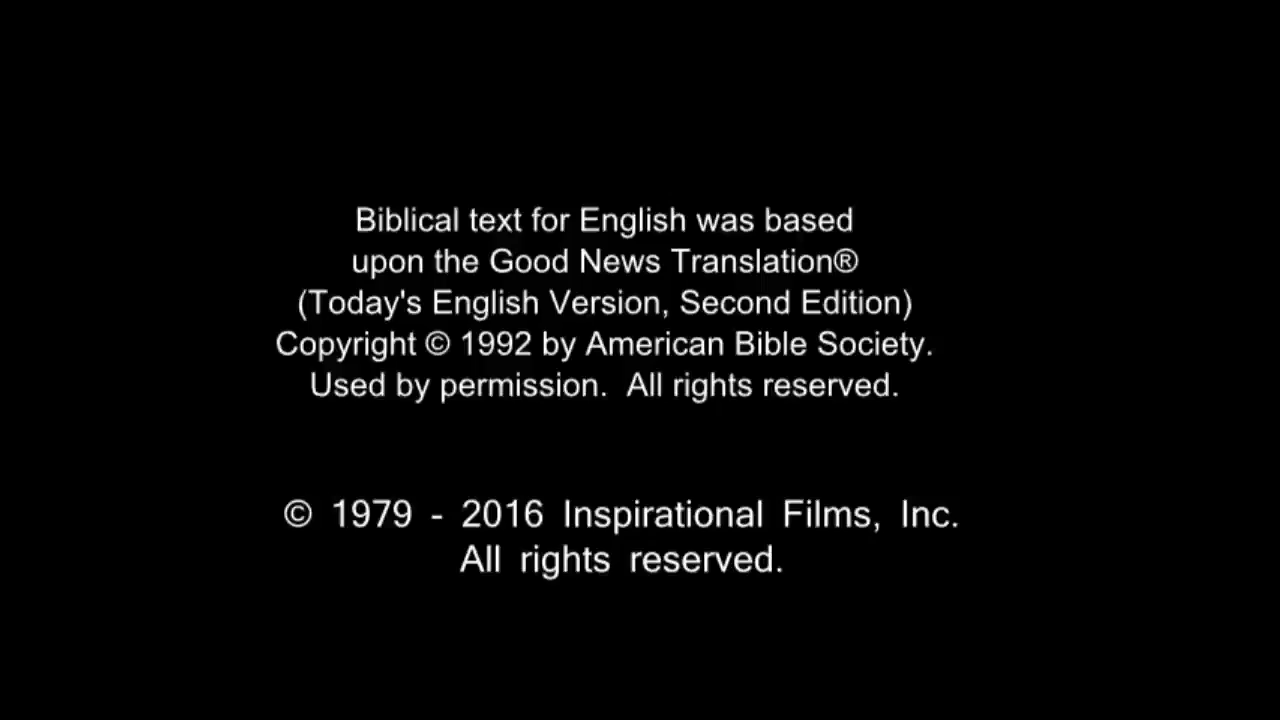 Biblical text for English was based
upon the Good News Translation®
(Today's English Version, Second Edition)
Copyright © 1992 by American Bible Society.
Used by permission.  All rights reserved.
© 1979 - 2016 Inspirational Films, Inc.
All rights reserved.